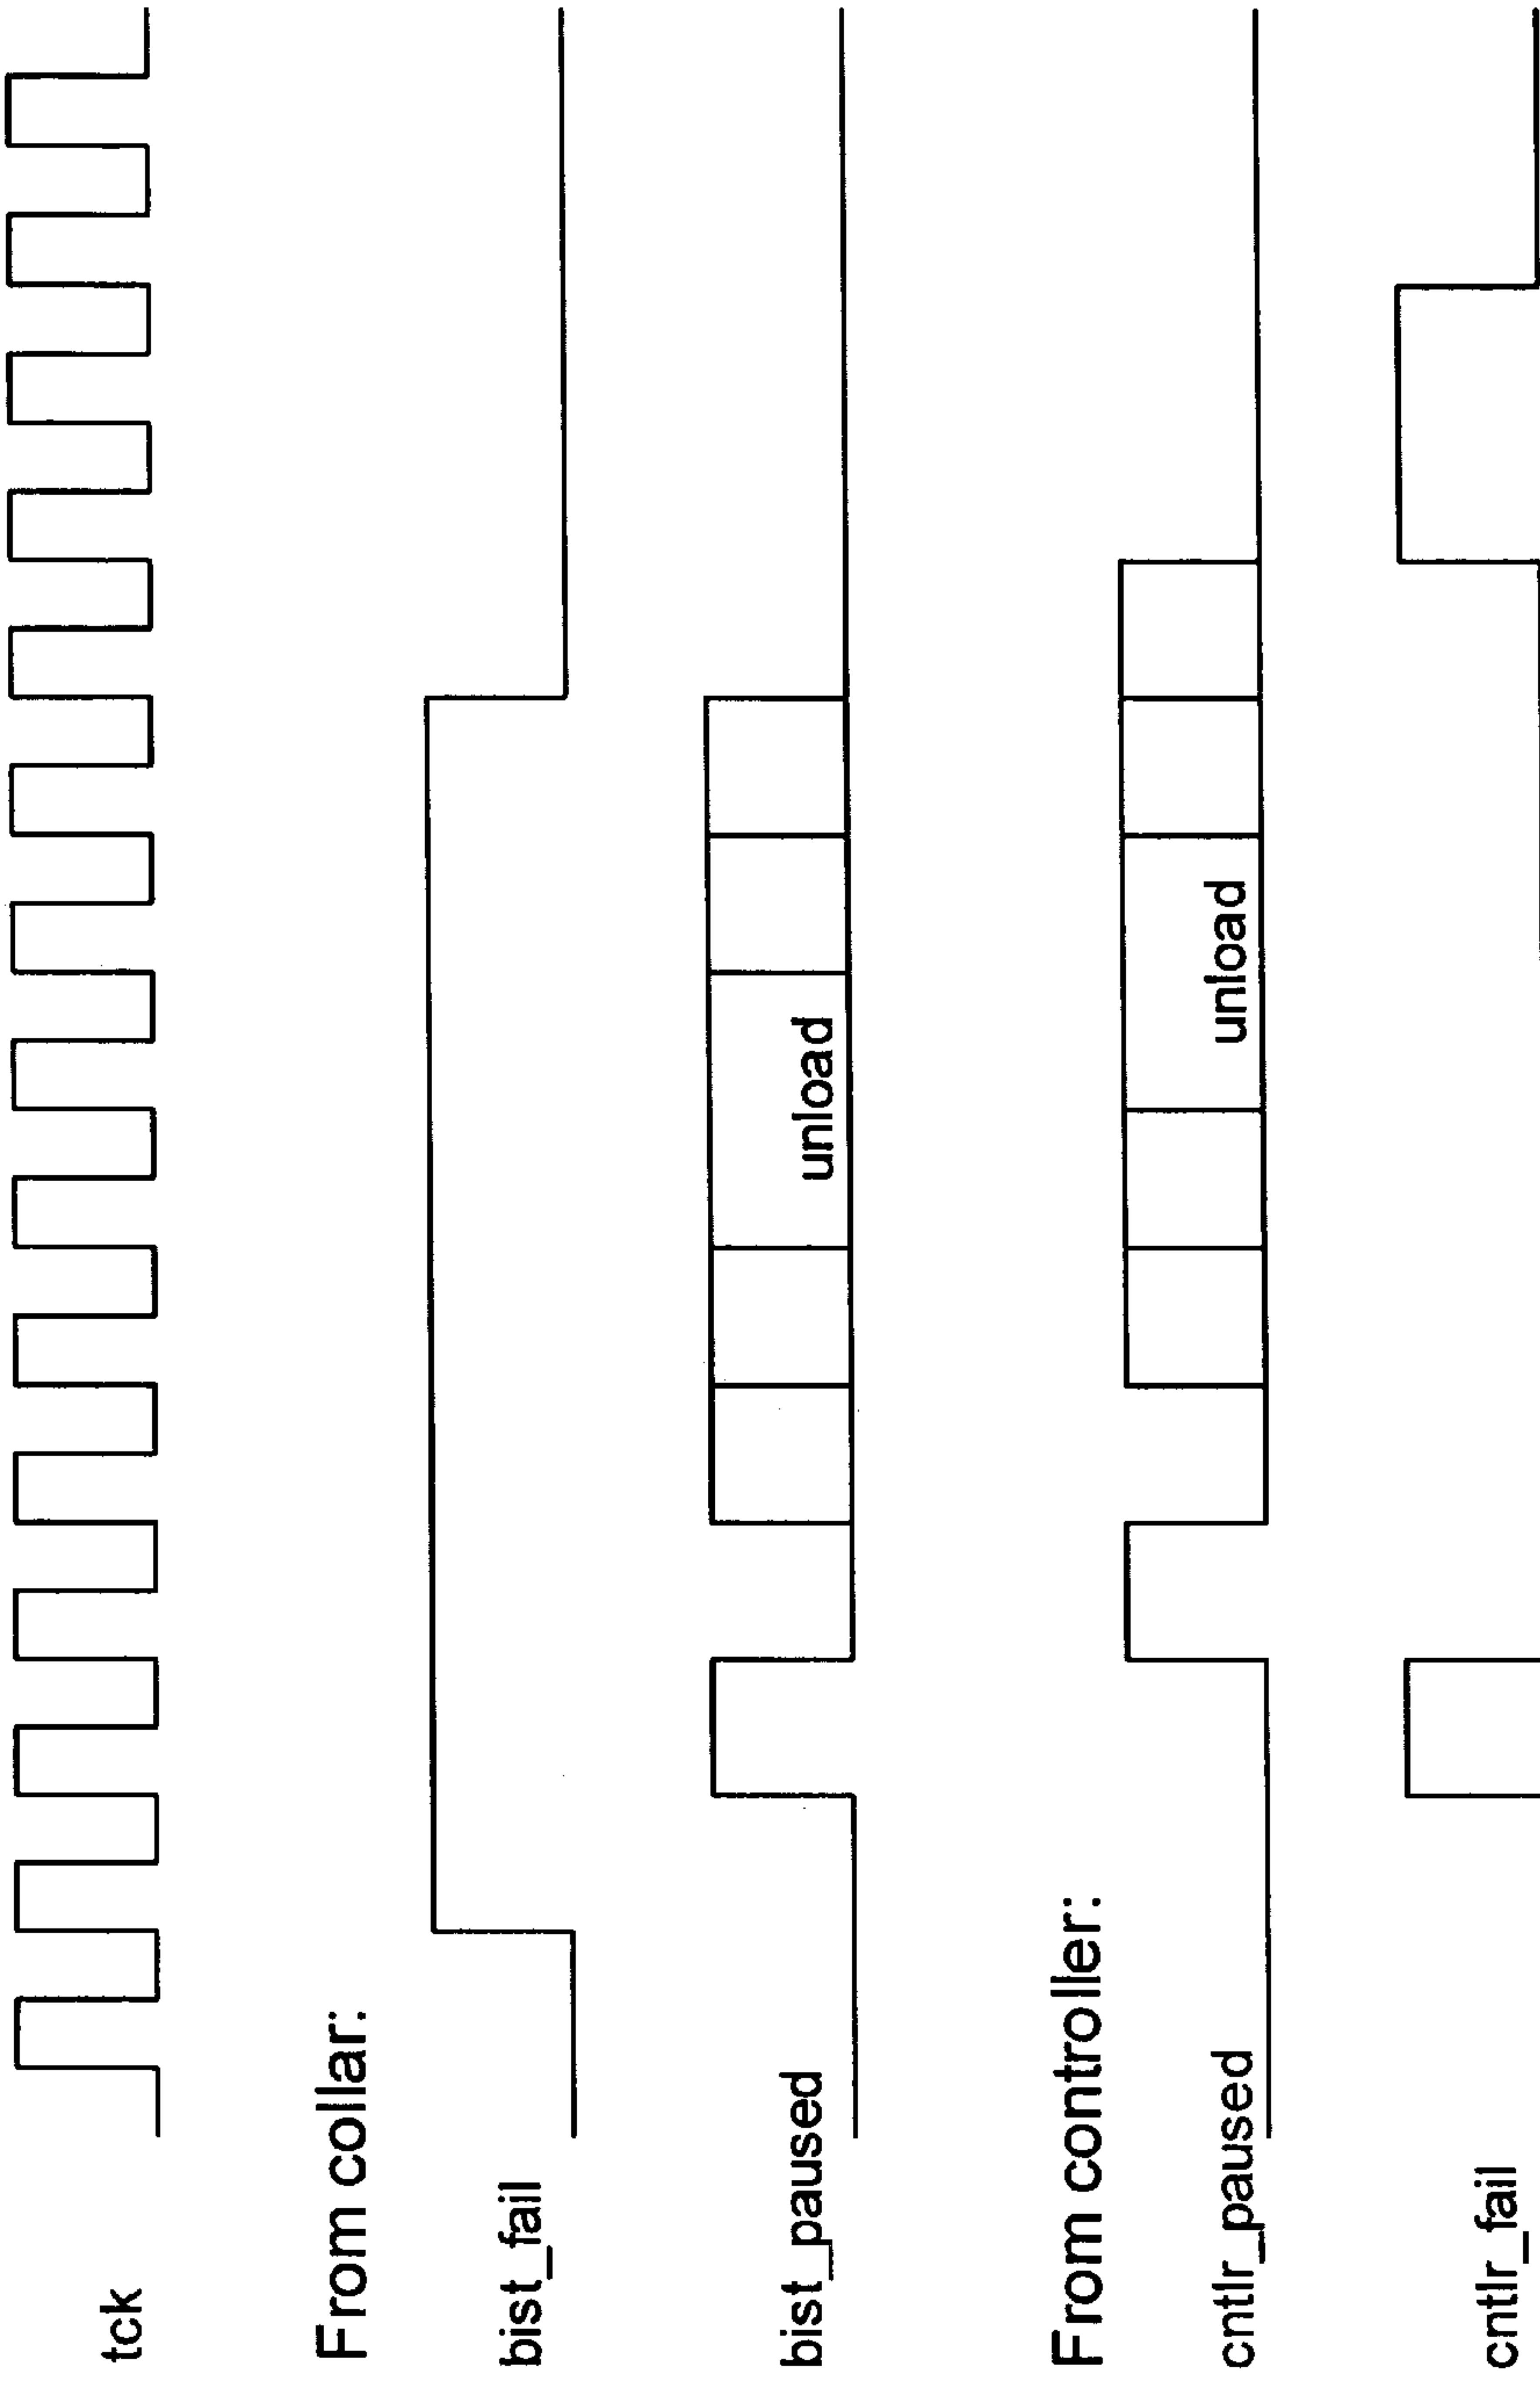 tck
From collar:
bist_fail
bist_paused
unload
From controller:
cntlr_paused
unload
cntlr_fail